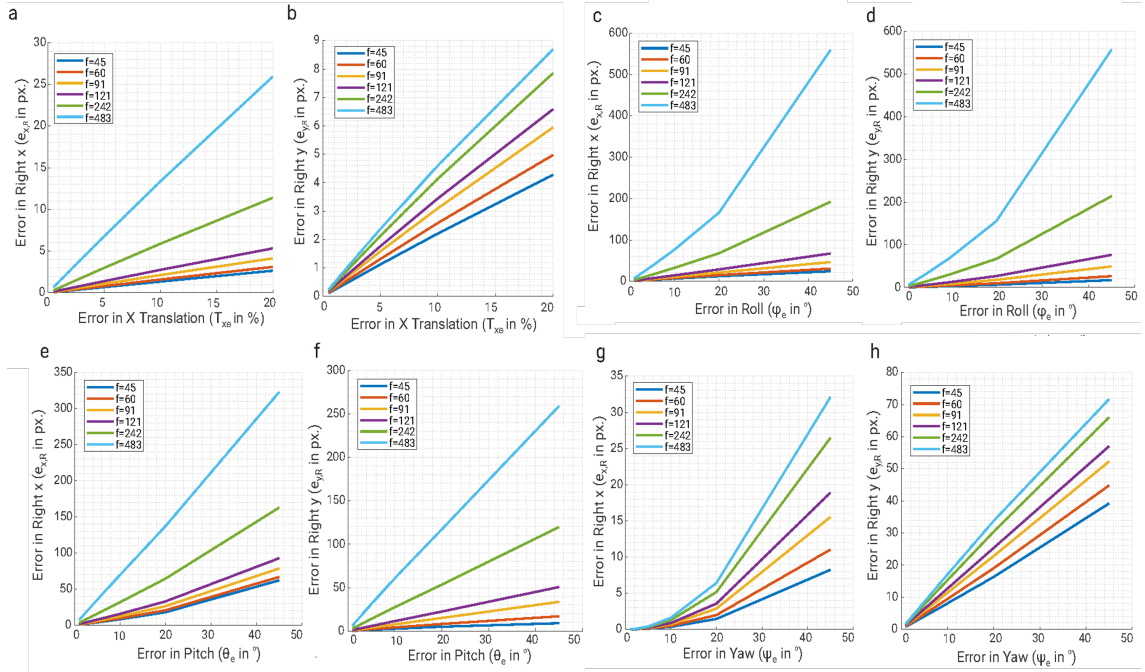 a
Error in Right x (e_x,R in px.)
30
25
20
15
10
5
0
f=45
f=60
f=91
f=121
f=242
f=483
0 5 10 15 20
Error in X Translation (T_xe in %)
b
Error in Right y (e_y,R in px.)
9
8
7
6
5
4
3
2
1
0
f=45
f=60
f=91
f=121
f=242
f=483
0 5 10 15 20
Error in X Translation (T_xe in %)
c
Error in Right x (e_x,R in px.)
600
500
400
300
200
100
0
f=45
f=60
f=91
f=121
f=242
f=483
0 10 20 30 40 50
Error in Roll (φ_e in °)
d
Error in Right y (e_y,R in px.)
600
500
400
300
200
100
0
f=45
f=60
f=91
f=121
f=242
f=483
0 10 20 30 40 50
Error in Roll (φ_e in °)
e
Error in Right x (e_x,R in px.)
350
300
250
200
150
100
50
0
f=45
f=60
f=91
f=121
f=242
f=483
0 10 20 30 40 50
Error in Pitch (θ_e in °)
f
Error in Right y (e_y,R in px.)
300
250
200
150
100
50
0
f=45
f=60
f=91
f=121
f=242
f=483
0 10 20 30 40 50
Error in Pitch (θ_e in °)
g
Error in Right x (e_x,R in px.)
35
30
25
20
15
10
5
0
f=45
f=60
f=91
f=121
f=242
f=483
0 10 20 30 40 50
Error in Yaw (ψ_e in °)
h
Error in Right y (e_y,R in px.)
80
70
60
50
40
30
20
10
0
f=45
f=60
f=91
f=121
f=242
f=483
0 10 20 30 40 50
Error in Yaw (ψ_e in °)